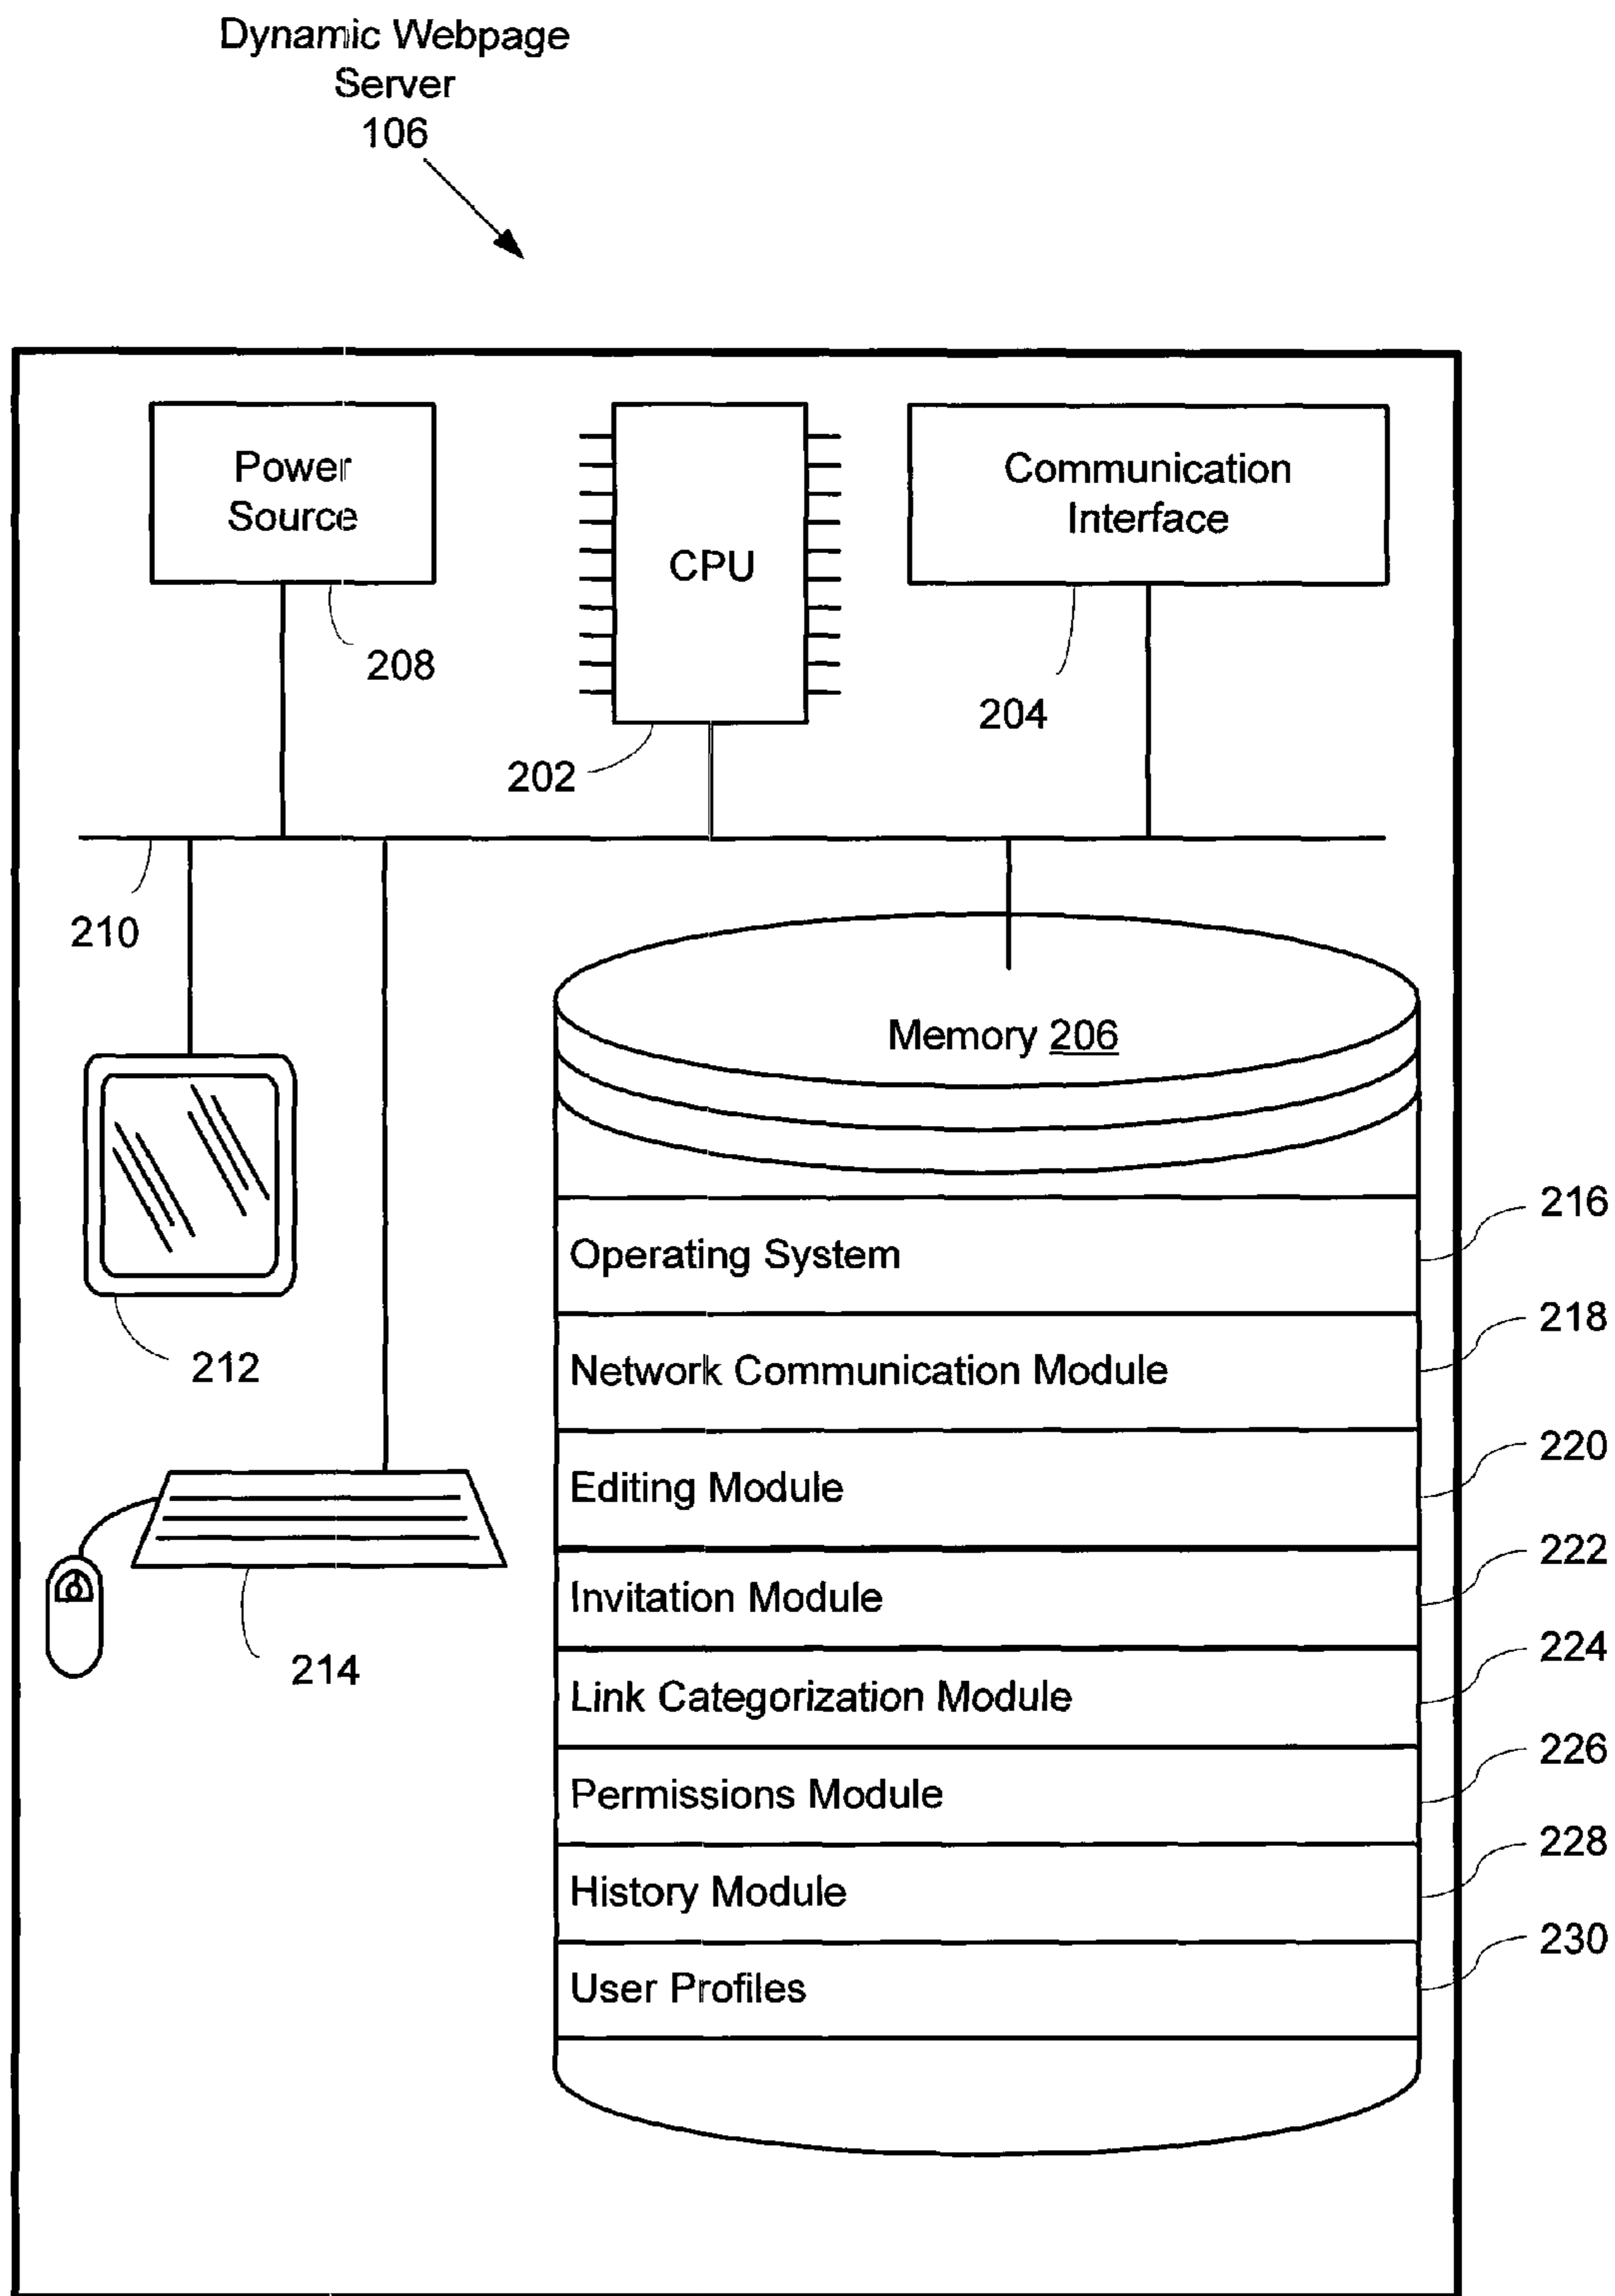 Dynamic Webpage
Server
106
Power
Source
208
CPU
202
Communication
Interface
204
210
Memory 206
212
214
Operating System
216
Network Communication Module
218
Editing Module
220
Invitation Module
222
Link Categorization Module
224
Permissions Module
226
History Module
228
User Profiles
230